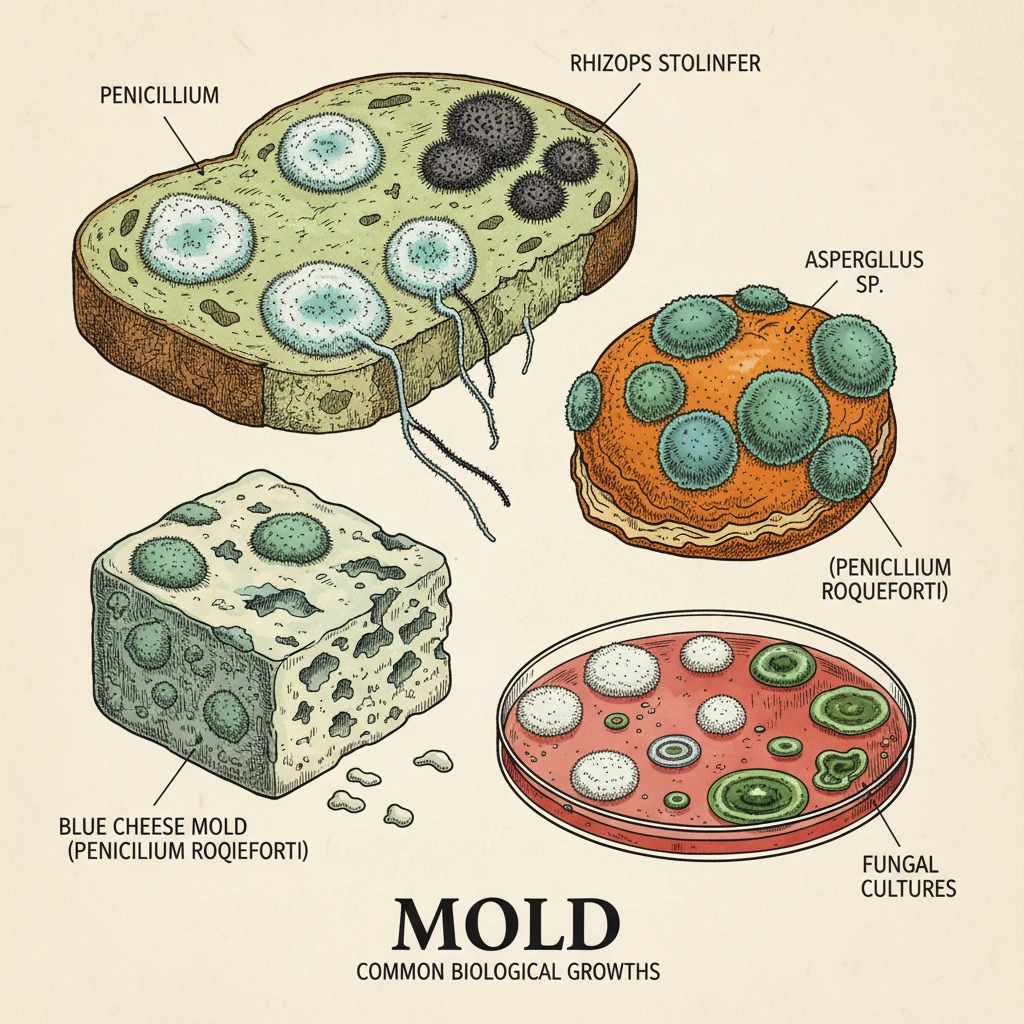 RHIZOPS STOLINFER
PENICILLIUM
ASPERGLLUS
SP.
(PENICLLIUM
ROQUEFORTI)
BLUE CHEESE MOLD
(PENICILIUM ROQIEFORTI)
FUNGAL
CULTURES
MOLD
COMMON BIOLOGICAL GROWTHS